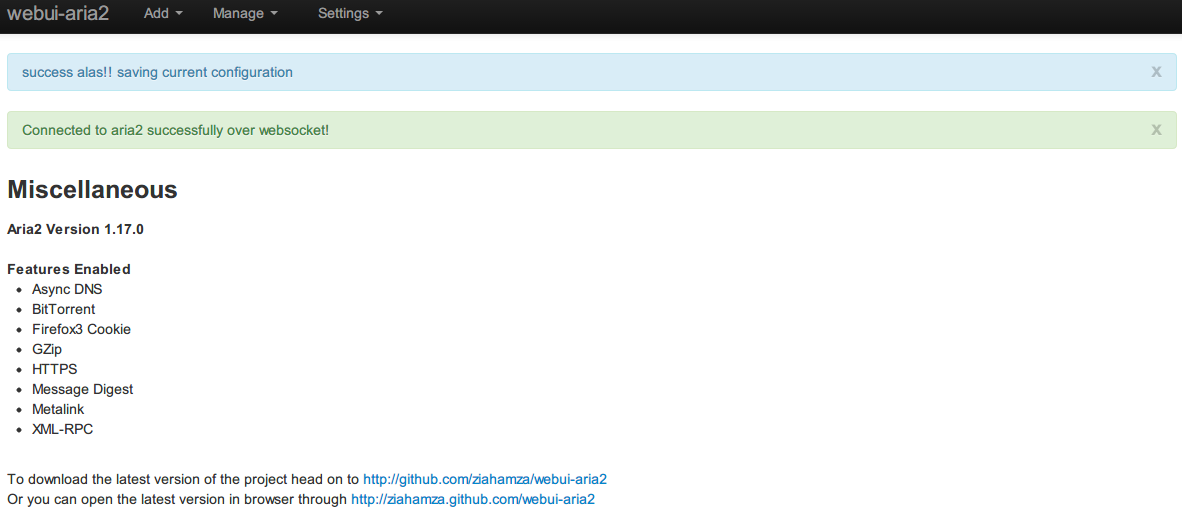 webui-aria2 Add Manage Settings
success alas!! saving current configuration x
Connected to aria2 successfully over websocket! x
Miscellaneous
Aria2 Version 1.17.0
Features Enabled
Async DNS
BitTorrent
Firefox3 Cookie
GZip
HTTPS
Message Digest
Metalink
XML-RPC
To download the latest version of the project head on to http://github.com/ziahamza/webui-aria2
Or you can open the latest version in browser through http://ziahamza.github.com/webui-aria2